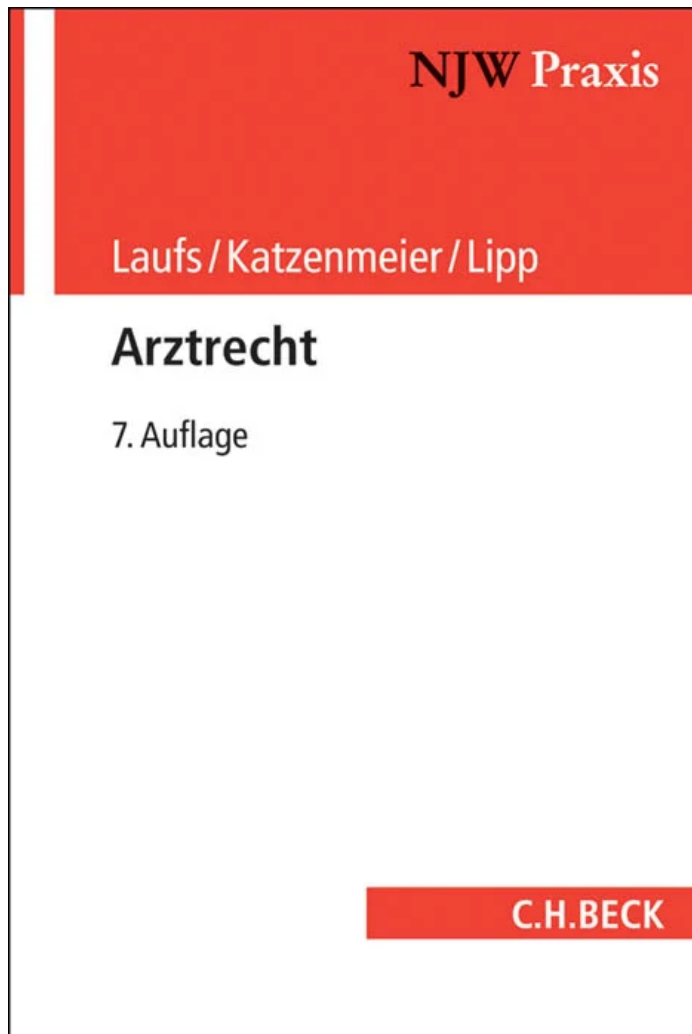 NJW Praxis
Laufs/Katzenmeier/Lipp
Arztrecht
7. Auflage
C.H.BECK